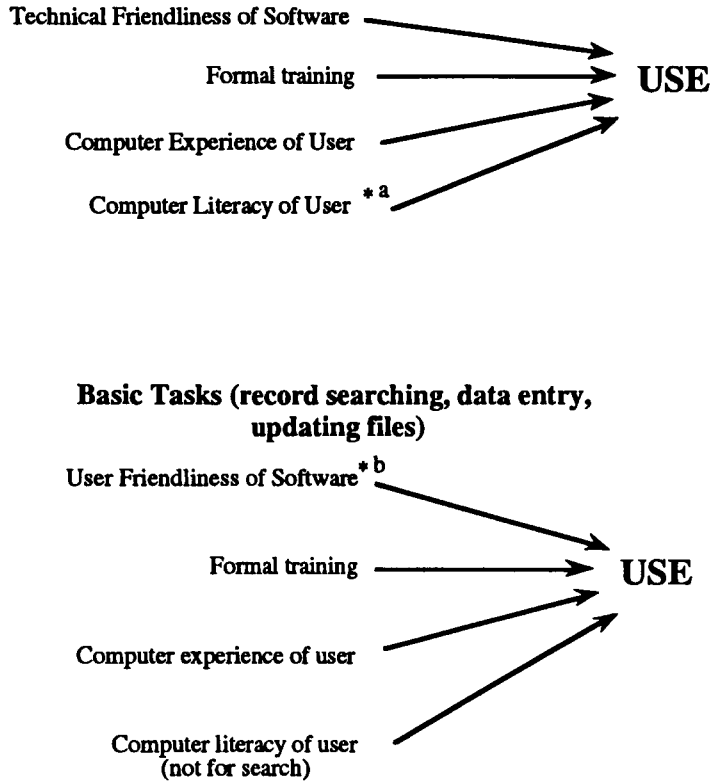 Technical Friendliness of Software
Formal training
USE
Computer Experience of User
Computer Literacy of User *a
Basic Tasks (record searching, data entry,
updating files)
User Friendliness of Software*b
Formal training
USE
Computer experience of user
Computer literacy of user
(not for search)